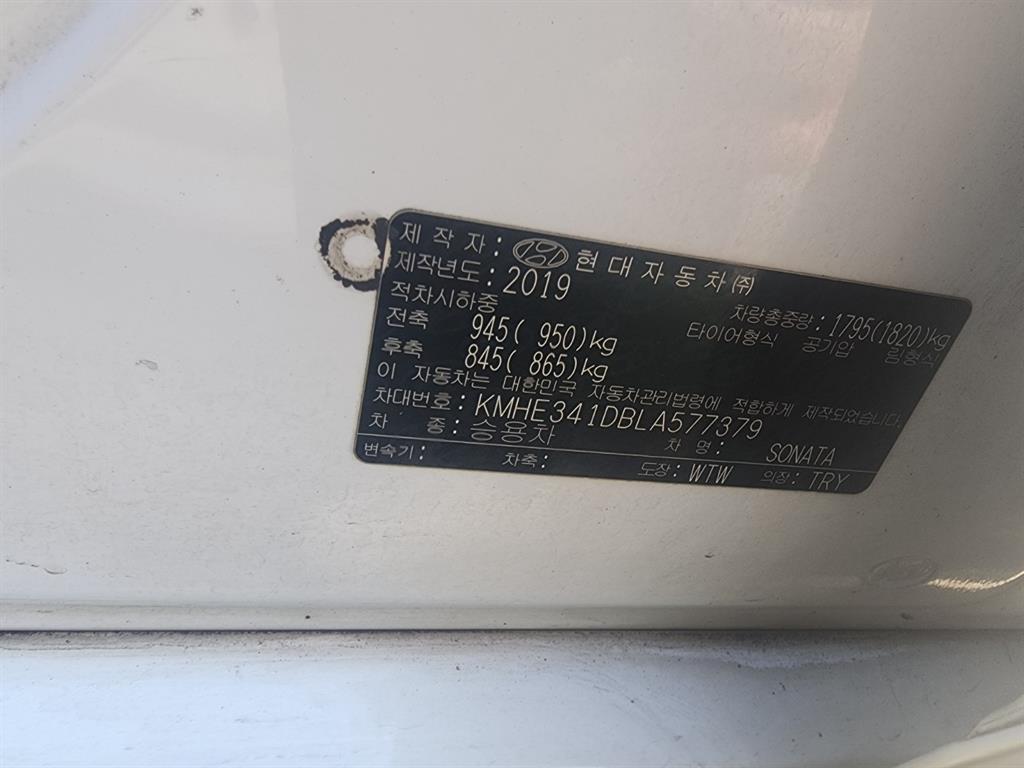 제 작 자 : 현대자동차㈜
제작년도 : 2019
적차시하중 차량총중량 : 1795(1820)kg
전축 945( 950)kg 타이어형식 공기압 림형식
후축 845( 865)kg
이 자동차는 대한민국 자동차관리법령에 적합하게 제작되었습니다.
차대번호 : KMHE341DBLA577379
차 종 : 승용차 차 명 : SONATA
변속기 : 차축 : 도장 : WTW 의장 : TRY